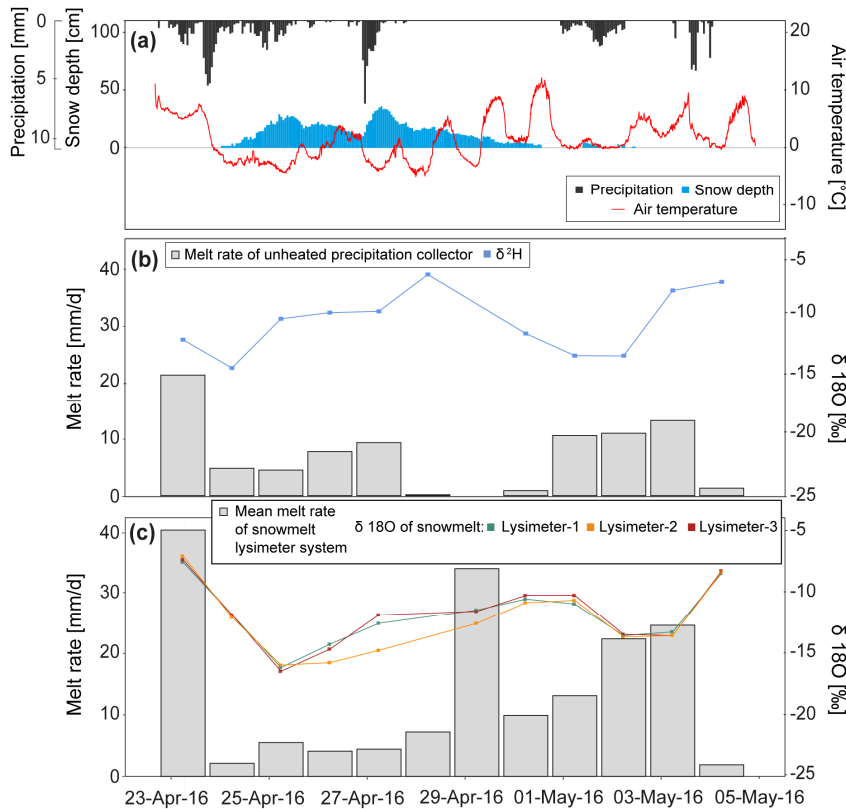 Precipitation [mm]
0
5
10
Snow depth [cm]
100
50
0
(a)
20
10
0
-10
Air temperature [°C]
Precipitation Snow depth
Air temperature
(b)
Melt rate of unheated precipitation collector δ²H
Melt rate [mm/d]
40
30
20
10
0
-5
-10
-15
-20
-25
δ 18O [‰]
(c)
Mean melt rate
of snowmelt
lysimeter system
δ 18O of snowmelt: Lysimeter-1 Lysimeter-2 Lysimeter-3
Melt rate [mm/d]
40
30
20
10
0
-5
-10
-15
-20
-25
δ 18O [‰]
23-Apr-16 25-Apr-16 27-Apr-16 29-Apr-16 01-May-16 03-May-16 05-May-16